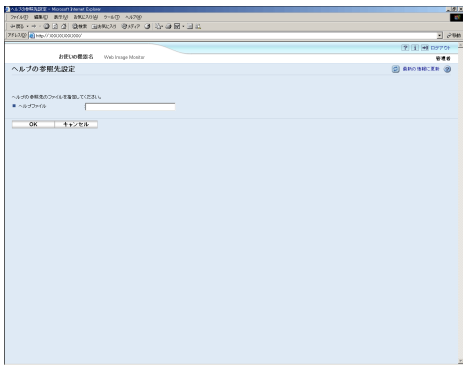 ヘルプの参照先設定 - Microsoft Internet Explorer
ファイル(F) 編集(E) 表示(V) お気に入り(A) ツール(T) ヘルプ(H)
戻る 検索 お気に入り メディア
アドレス(D) http://XXX.XXX.XXX.XXX/ 移動
ログアウト
お使いの機器名 Web Image Monitor 管理者
ヘルプの参照先設定 最新の情報に更新
ヘルプの参照先のファイルを指定してください。
ヘルプファイル
OK キャンセル